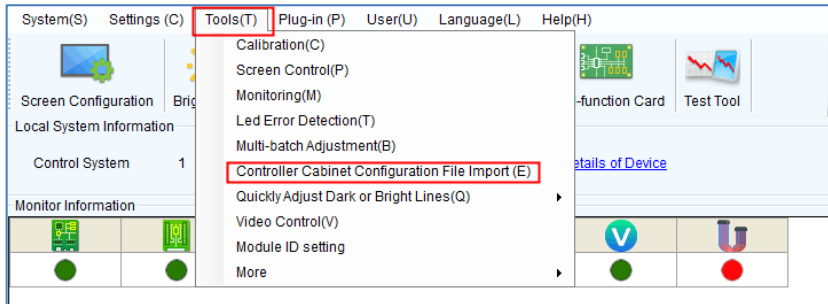 System(S) Settings (C) Tools(T) Plug-in (P) User(U) Language(L) Help(H)
Calibration(C)
Screen Control(P)
Monitoring(M)
Led Error Detection(T)
Multi-batch Adjustment(B)
Controller Cabinet Configuration File Import (E)
Quickly Adjust Dark or Bright Lines(Q)
Video Control(V)
Module ID setting
More
Screen Configuration Brig -function Card Test Tool
Local System Information
Control System 1 etails of Device
Monitor Information
V